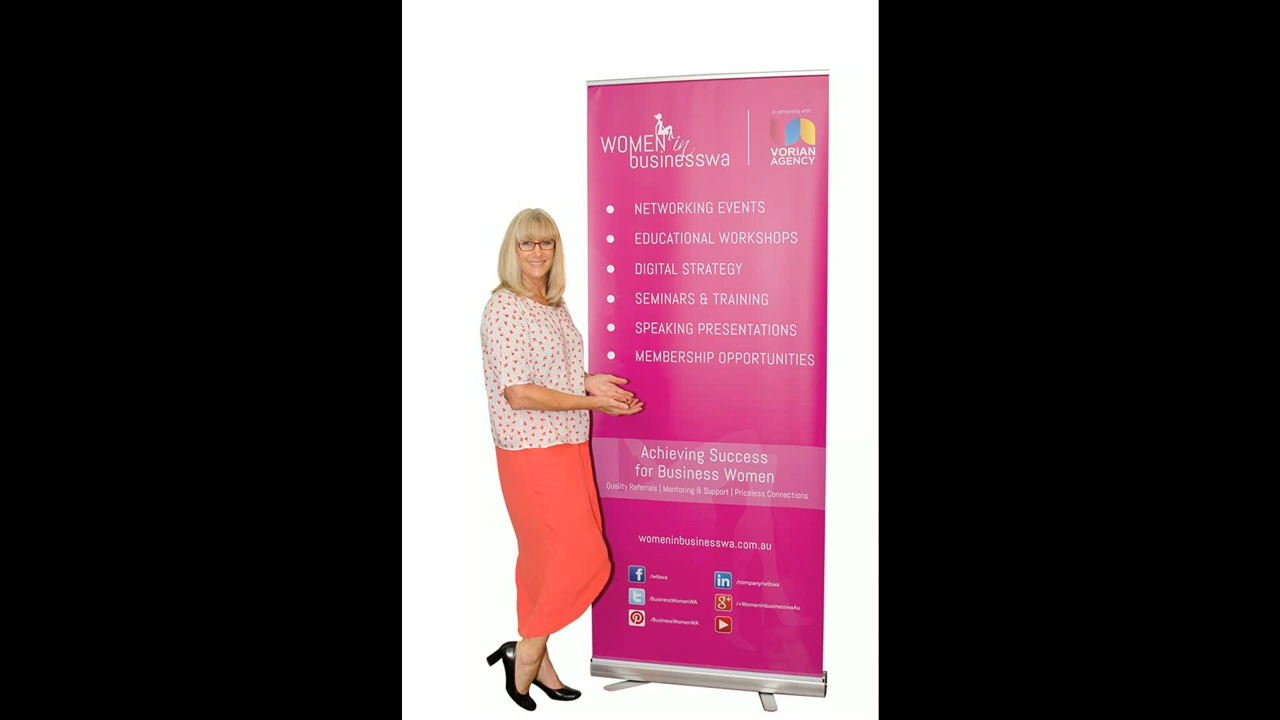 WOMEN in
businesswa
in partnership with
VORIAN
AGENCY
NETWORKING EVENTS
EDUCATIONAL WORKSHOPS
DIGITAL STRATEGY
SEMINARS & TRAINING
SPEAKING PRESENTATIONS
MEMBERSHIP OPPORTUNITIES
Achieving Success
for Business Women
Quality Referrals | Mentoring & Support | Priceless Connections
womeninbusinesswa.com.au
/wibwa
/company/wibwa
/BusinessWomenWA
/+WomeninbusinesswaAu
/BusinessWomenWA